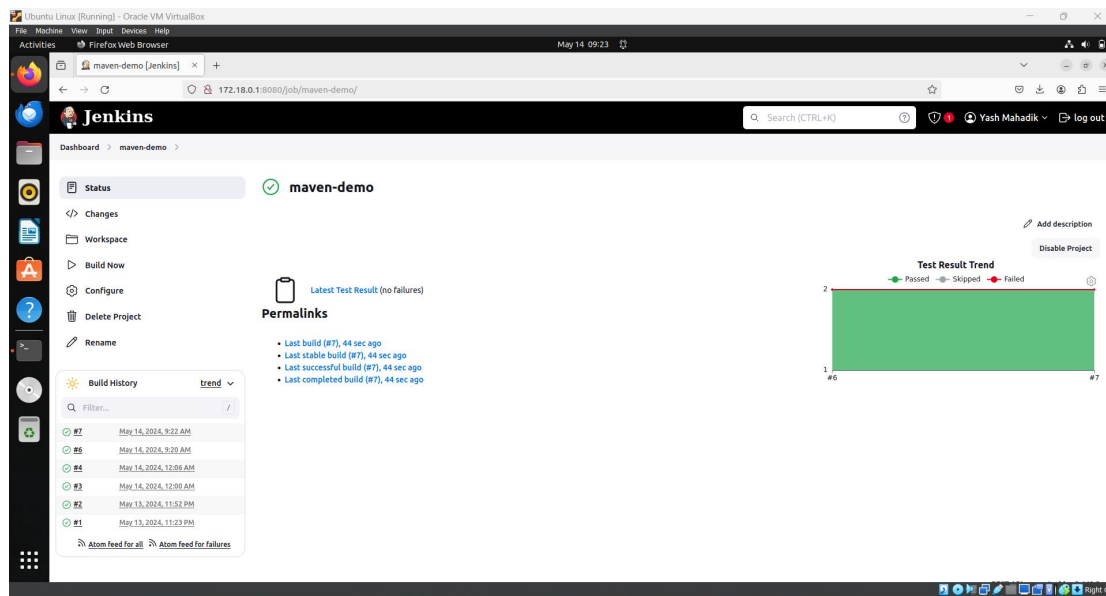 Ubuntu Linux [Running] - Oracle VM VirtualBox
File Machine View Input Devices Help
Activities Firefox Web Browser May 14 09:23
maven-demo [Jenkins] × +
172.18.0.1:8080/job/maven-demo/
Jenkins Search (CTRL+K) ? 1 Yash Mahadik log out
Dashboard > maven-demo >
Status
maven-demo
Changes
Add description
Workspace
Disable Project
Build Now
Test Result Trend
Passed Skipped Failed
Configure
Latest Test Result (no failures)
2
Delete Project
Permalinks
Rename
Last build (#7), 44 sec ago
Last stable build (#7), 44 sec ago
Last successful build (#7), 44 sec ago
Last completed build (#7), 44 sec ago
1
#6 #7
Build History trend
Filter... /
#7 May 14, 2024, 9:22 AM
#6 May 14, 2024, 9:20 AM
#4 May 14, 2024, 12:06 AM
#3 May 14, 2024, 12:00 AM
#2 May 13, 2024, 11:52 PM
#1 May 13, 2024, 11:23 PM
Atom feed for all Atom feed for failures
Right